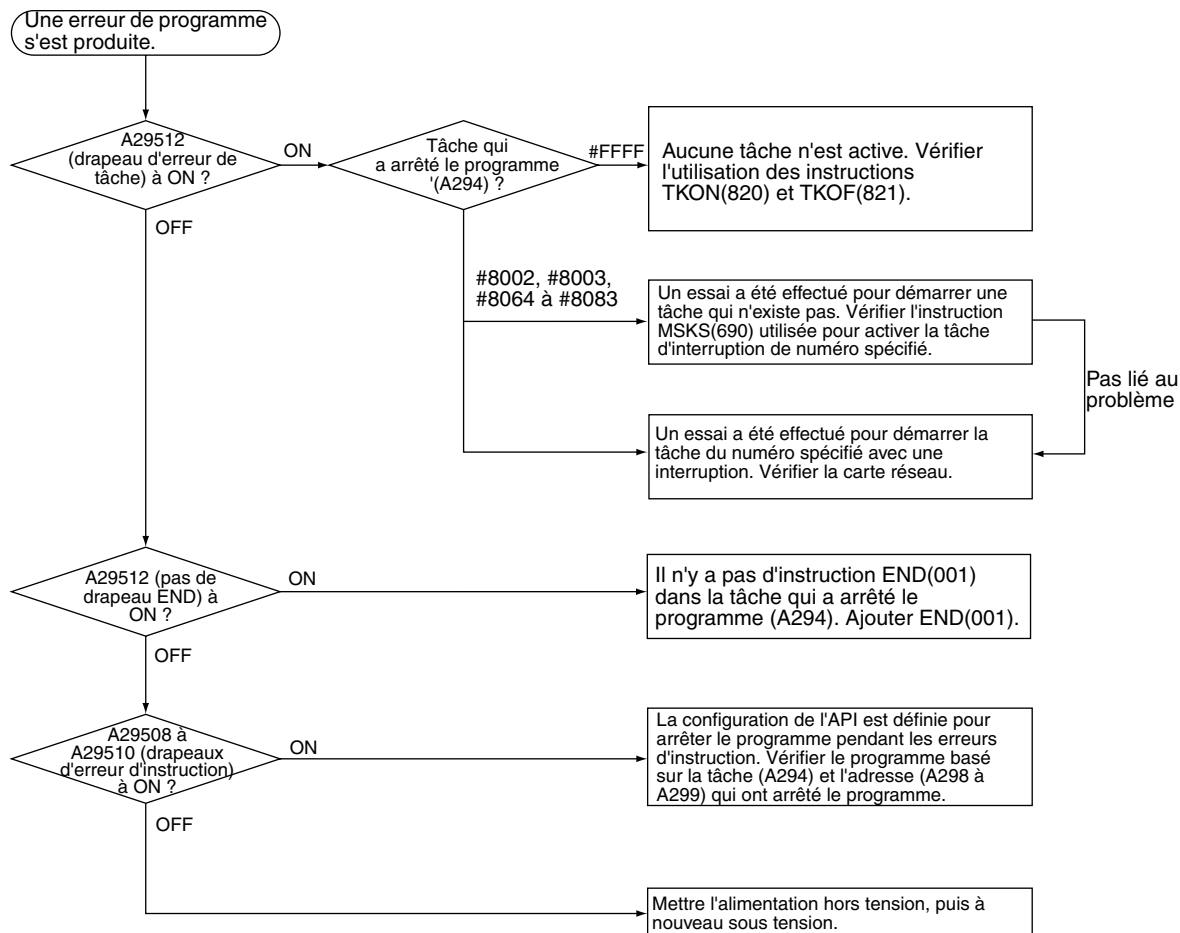 Une erreur de programme
s'est produite.
A29512
(drapeau d'erreur de
tâche) à ON ?
ON
OFF
Tâche qui
a arrêté le programme
'(A294) ?
#FFFF
Aucune tâche n'est active. Vérifier
l'utilisation des instructions
TKON(820) et TKOF(821).
#8002, #8003,
#8064 à #8083
Un essai a été effectué pour démarrer une
tâche qui n'existe pas. Vérifier l'instruction
MSKS(690) utilisée pour activer la tâche
d'interruption de numéro spécifié.
Pas lié au
problème
Un essai a été effectué pour démarrer la
tâche du numéro spécifié avec une
interruption. Vérifier la carte réseau.
A29512 (pas de
drapeau END) à
ON ?
ON
OFF
Il n'y a pas d'instruction END(001)
dans la tâche qui a arrêté le
programme (A294). Ajouter END(001).
A29508 à
A29510 (drapeaux
d'erreur d'instruction)
à ON ?
ON
OFF
La configuration de l'API est définie pour
arrêter le programme pendant les erreurs
d'instruction. Vérifier le programme basé
sur la tâche (A294) et l'adresse (A298 à
A299) qui ont arrêté le programme.
Mettre l'alimentation hors tension, puis à
nouveau sous tension.